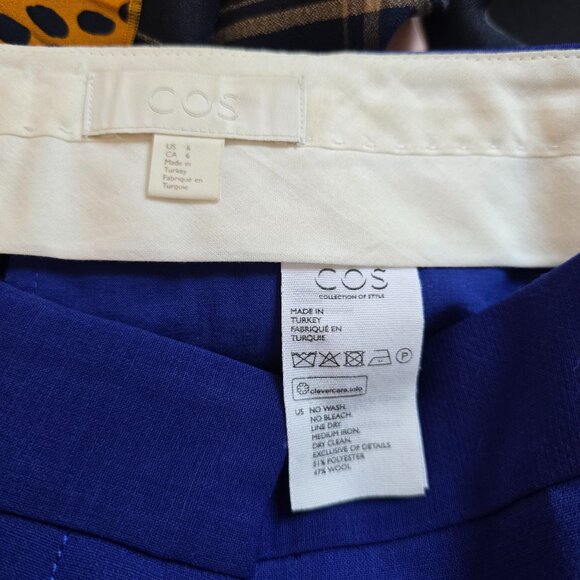 COS
US 6
CA 6
Made in
Turkey
Fabriqué en
Turquie
COS
COLLECTION OF STYLE
MADE IN
TURKEY
FABRIQUÉ EN
TURQUIE
P
clevercare.info
US NO WASH.
NO BLEACH.
LINE DRY.
MEDIUM IRON.
DRY CLEAN.
EXCLUSIVE OF DETAILS
51% POLYESTER
47% WOOL